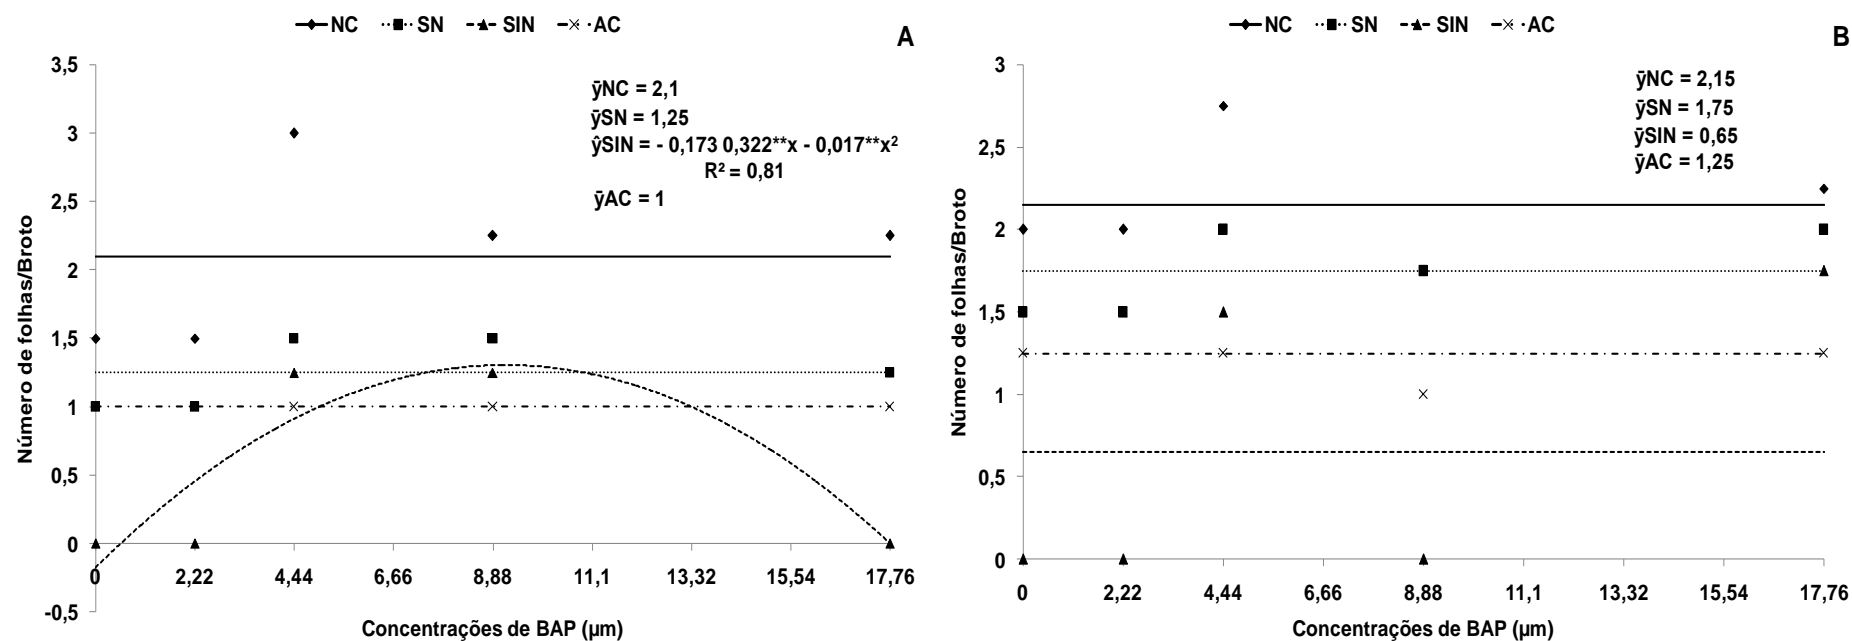 NC SN SIN AC
A
3,5
3
2,5
2
1,5
1
0,5
0
-0,5
Número de folhas/Broto
ȳNC = 2,1
ȳSN = 1,25
ŷSIN = - 0,173 0,322**x - 0,017**x²
R² = 0,81
ȳAC = 1
0 2,22 4,44 6,66 8,88 11,1 13,32 15,54 17,76
Concentrações de BAP (µm)
NC SN SIN AC
B
3
2,5
2
1,5
1
0,5
0
Número de folhas/Broto
ȳNC = 2,15
ȳSN = 1,75
ȳSIN = 0,65
ȳAC = 1,25
0 2,22 4,44 6,66 8,88 11,1 13,32 15,54 17,76
Concentrações de BAP (µm)